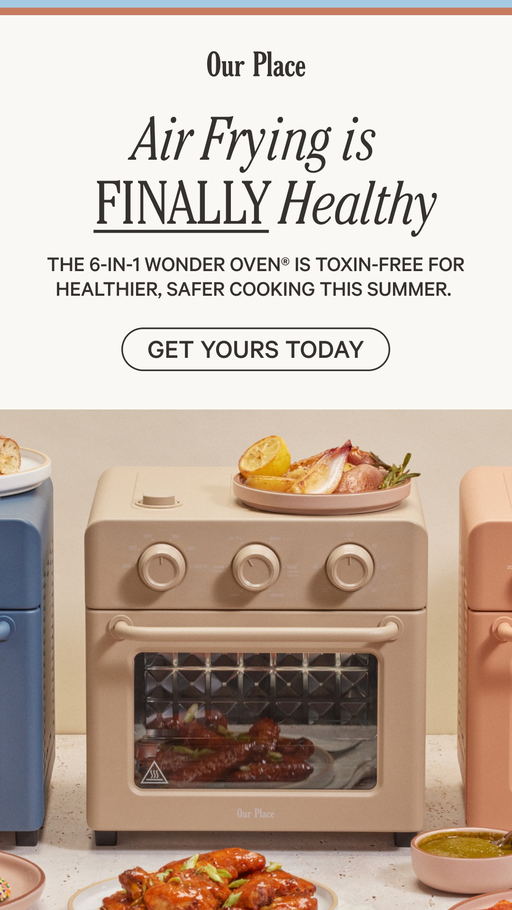 Our Place
Air Frying is
FINALLY Healthy
THE 6-IN-1 WONDER OVEN® IS TOXIN-FREE FOR
HEALTHIER, SAFER COOKING THIS SUMMER.
GET YOURS TODAY
Our Place